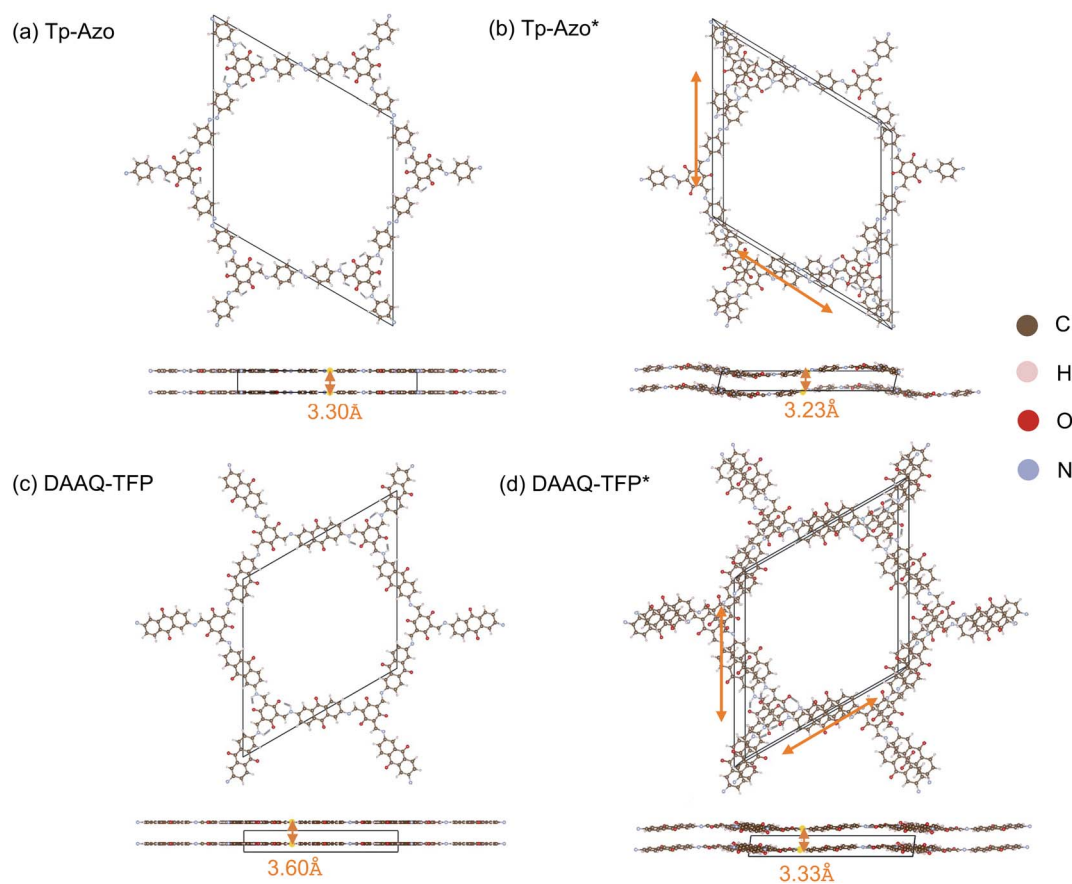 (a) Tp-Azo
(b) Tp-Azo*
3.30Å
3.23Å
C
H
O
N
(c) DAAQ-TFP
(d) DAAQ-TFP*
3.60Å
3.33Å